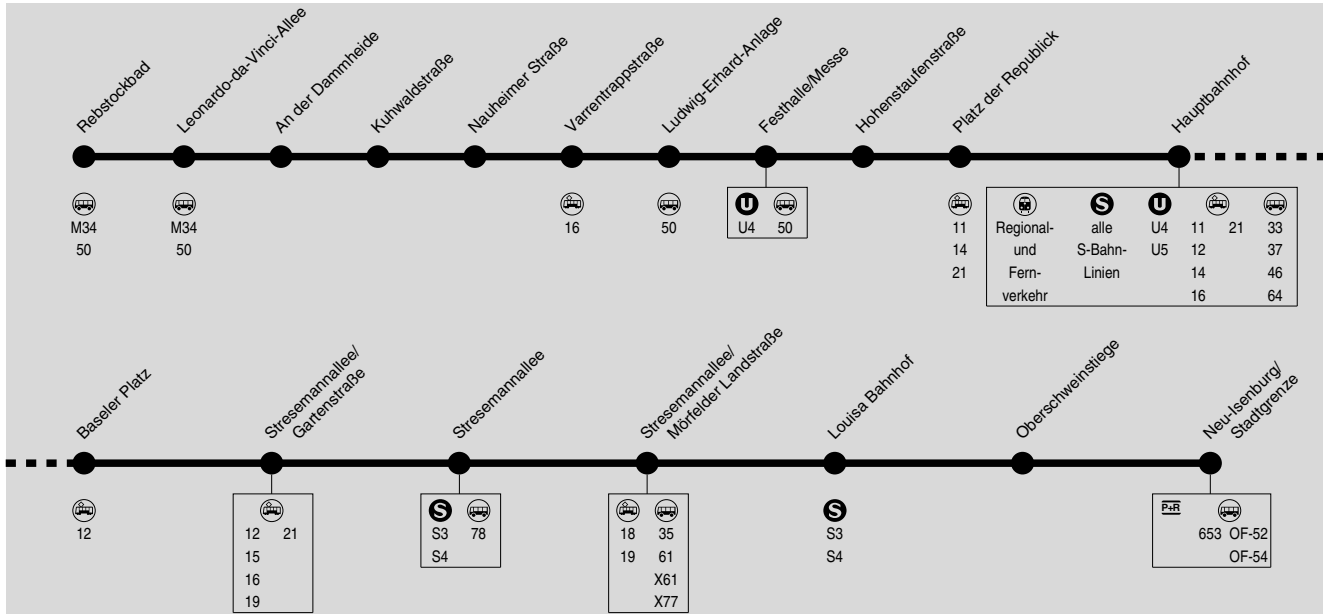 Rebstockbad
Leonardo-da-Vinci-Allee
An der Dammheide
Kuhwaldstraße
Nauheimer Straße
Varrentrappstraße
Ludwig-Erhard-Anlage
Festhalle/Messe
Hohenstaufenstraße
Platz der Republick
Hauptbahnhof
M34
50
M34
50
16
50
U
U4 50
11
14
21
S U
Regional- alle U4 11 21 33
und S-Bahn- U5 12 37
Fern- Linien 14 46
verkehr 16 64
Baseler Platz
Stresemannallee/
Gartenstraße
Stresemannallee
Stresemannallee/
Mörfelder Landstraße
Louisa Bahnhof
Oberschweinstiege
Neu-Isenburg/
Stadtgrenze
12
12 21
15
16
19
S
S3 78
S4
18 35
19 61
X61
X77
S
S3
S4
P+R
653 OF-52
OF-54